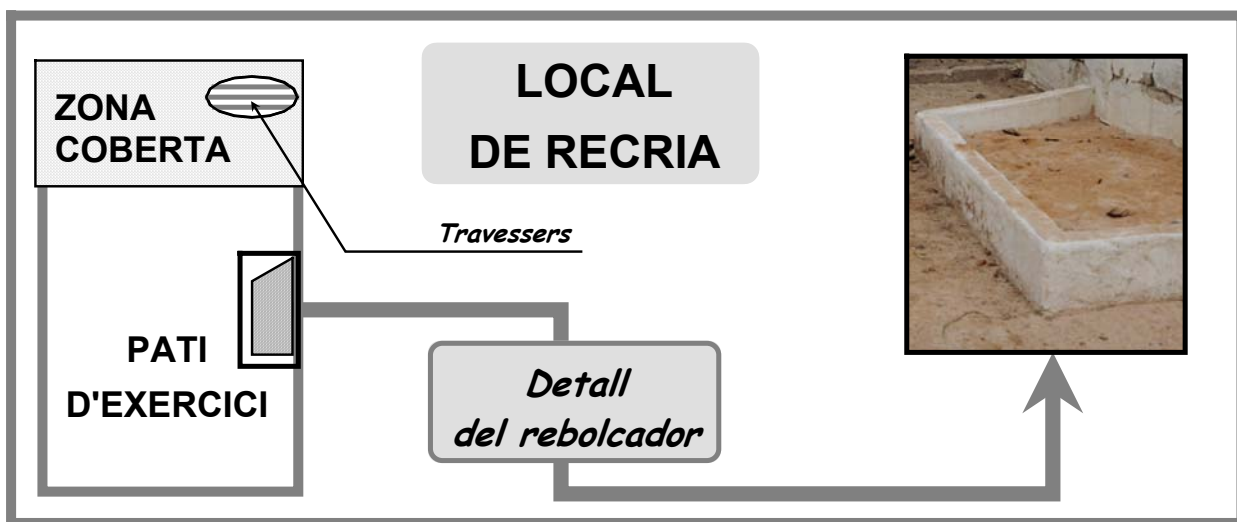 ZONA
COBERTA
LOCAL
DE RECRIA
Travessers
PATI
D'EXERCICI
Detall
del rebolcador